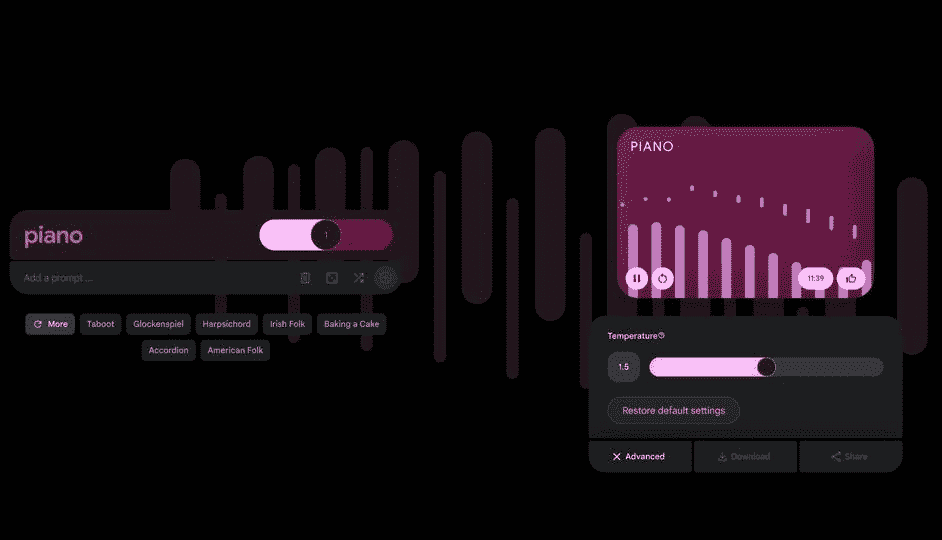 piano
1
Add a prompt ...
More Taboot Glockenspiel Harpsichord Irish Folk Baking a Cake
Accordion American Folk
PIANO
11:39
Temperature
1.5
Restore default settings
Advanced Download Share